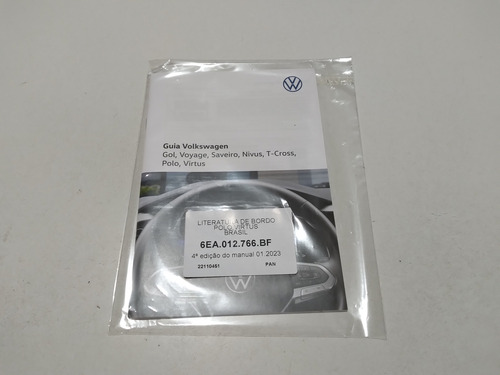 Guia Volkswagen
Gol, Voyage, Saveiro, Nivus, T-Cross,
Polo, Virtus
LITERATURA DE BORDO
POLO, VIRTUS
BRASIL
6EA.012.766.BF
4ª edição do manual 01.2023
22110451 PAN